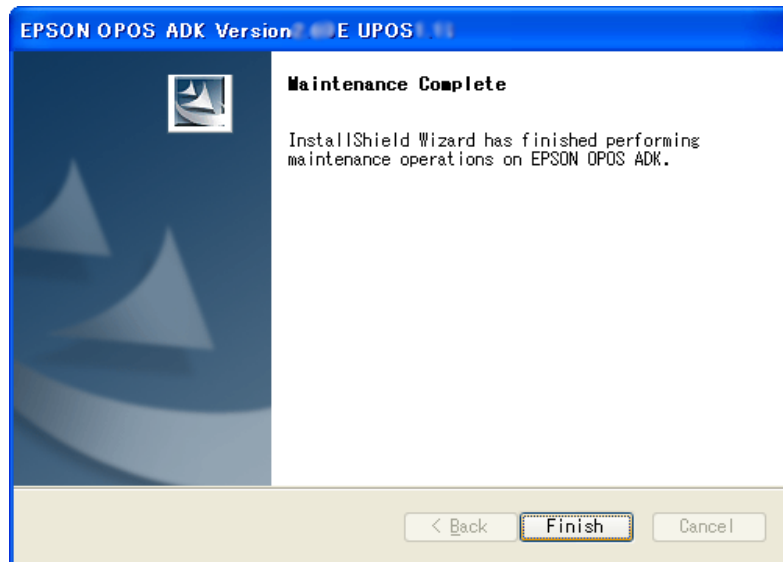 EPSON OPOS ADK Version E UPOS
Maintenance Complete
InstallShield Wizard has finished performing
maintenance operations on EPSON OPOS ADK.
< Back
Finish
Cancel